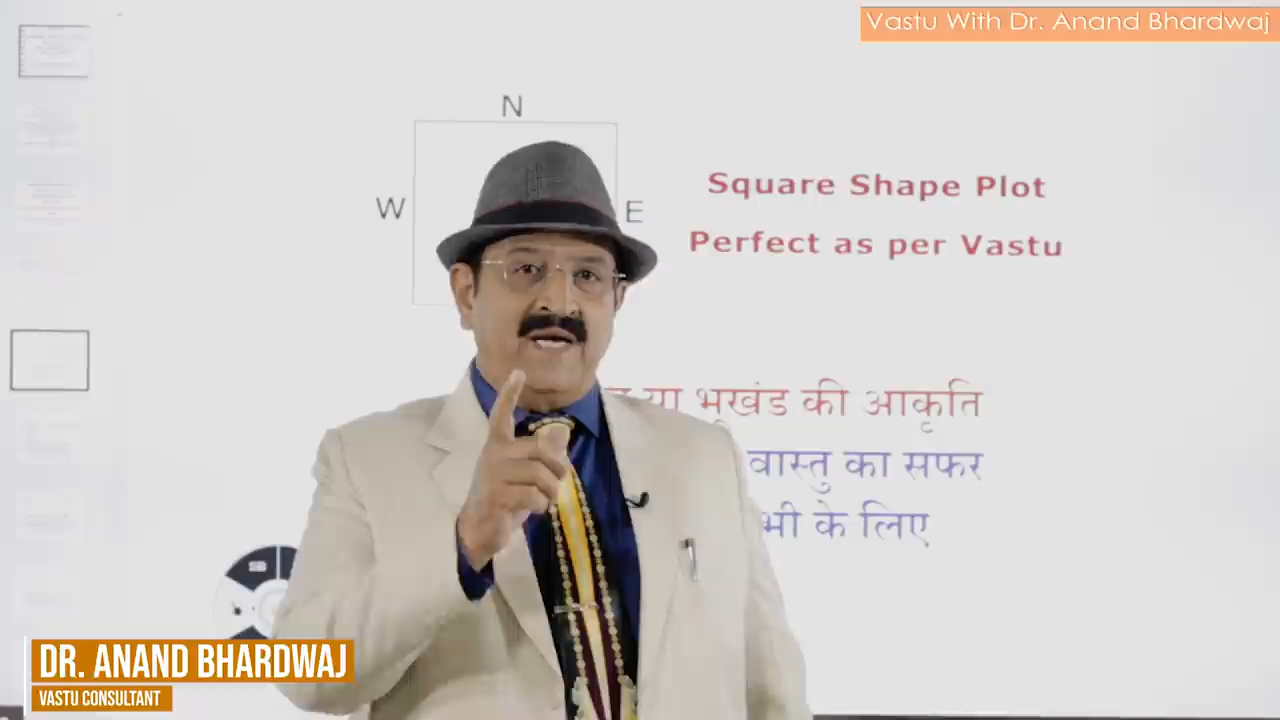 Vastu With Dr. Anand Bhardwaj
N
W
E
Square Shape Plot
Perfect as per Vastu
या भूखंड की आकृति
वास्तु का सफर
भी के लिए
SB
DR. ANAND BHARDWAJ
VASTU CONSULTANT